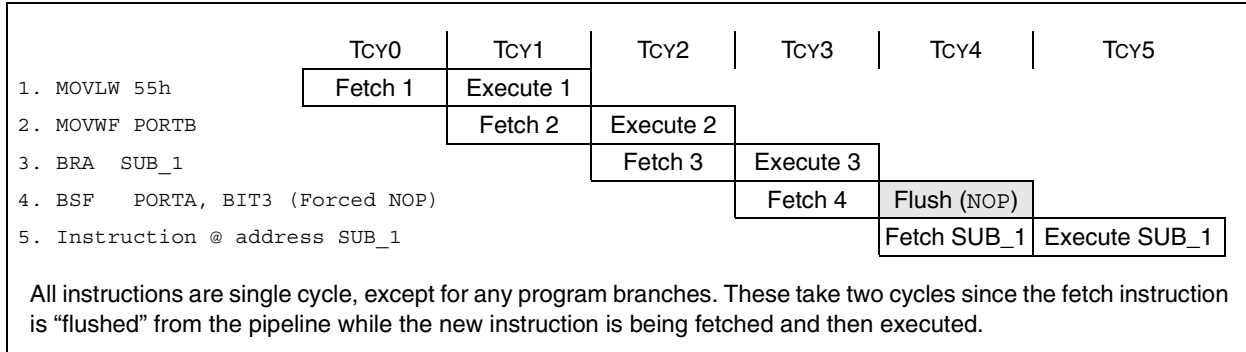 TCY0 TCY1 TCY2 TCY3 TCY4 TCY5
1. MOVLW 55h Fetch 1 Execute 1
2. MOVWF PORTB Fetch 2 Execute 2
3. BRA SUB_1 Fetch 3 Execute 3
4. BSF PORTA, BIT3 (Forced NOP) Fetch 4 Flush (NOP)
5. Instruction @ address SUB_1 Fetch SUB_1 Execute SUB_1
All instructions are single cycle, except for any program branches. These take two cycles since the fetch instruction
is “flushed” from the pipeline while the new instruction is being fetched and then executed.